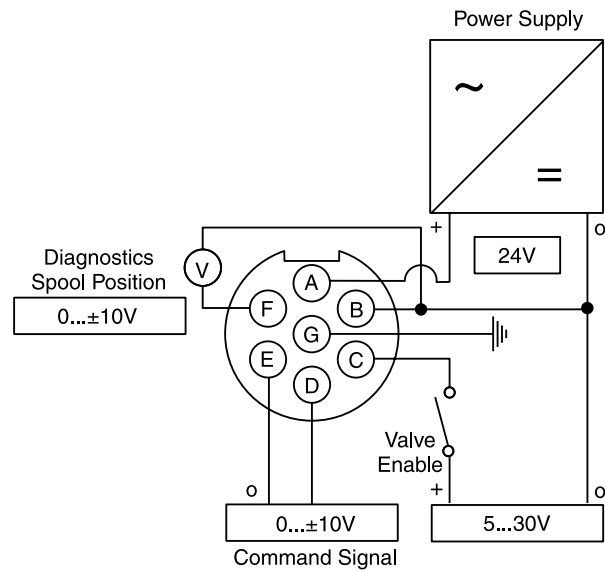 Power Supply
~
=
+
o
24V
Diagnostics
Spool Position
0...±10V
V
A
F
B
G
E
C
D
Valve
Enable
o
+
o
0...±10V
5...30V
Command Signal